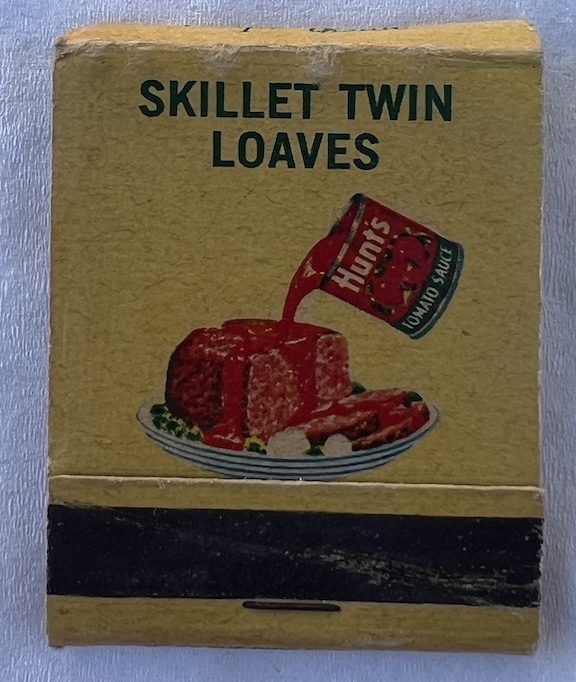 SKILLET TWIN
LOAVES
Hunt's
TOMATO SAUCE